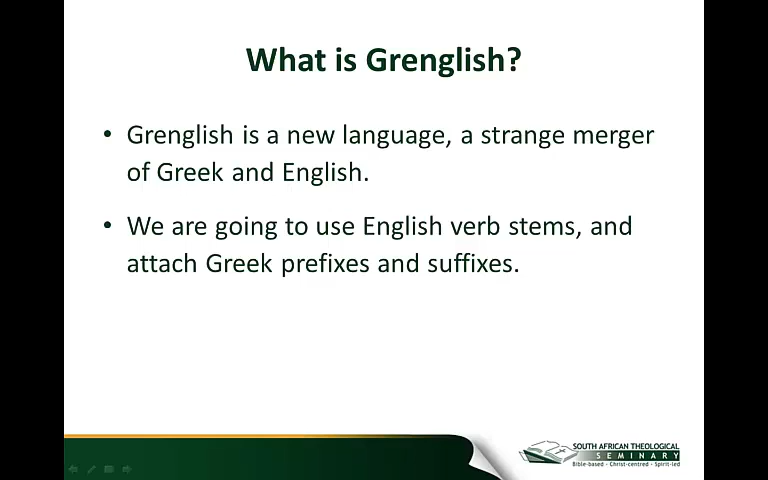 What is Grenglish?
• Grenglish is a new language, a strange merger
of Greek and English.
• We are going to use English verb stems, and
attach Greek prefixes and suffixes.
SOUTH AFRICAN THEOLOGICAL
SEMINARY
Bible-based · Christ-centred · Spirit-led